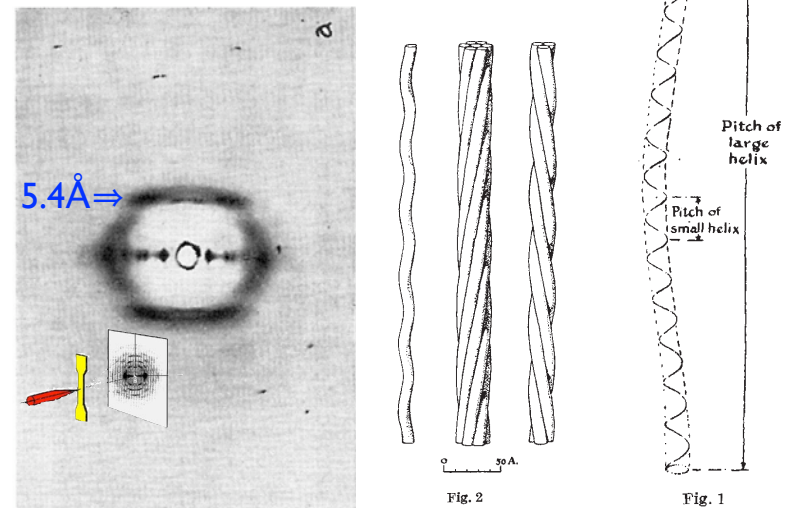 a
5.4Å⇒
0 50 A.
Fig. 2
Pitch of
large
helix
Pitch of
small helix
Fig. 1